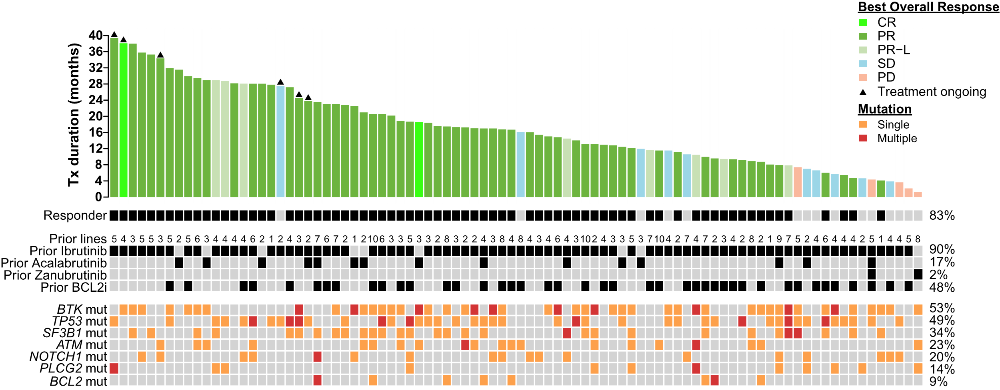 Best Overall Response
CR
PR
PR−L
SD
PD
Treatment ongoing
Mutation
Single
Multiple
Tx duration (months)
40
36
32
28
24
20
16
12
8
4
0
Responder 83%
Prior lines 5 4 3 5 5 3 5 2 5 6 3 4 4 4 4 6 2 1 2 4 3 2 7 6 7 2 1 2 10 6 3 3 5 3 3 2 8 3 2 2 4 3 8 4 8 4 3 4 6 4 3 10 2 4 3 3 5 3 7 10 4 2 7 4 7 2 3 4 2 8 2 1 9 7 5 2 4 6 4 4 4 2 5 1 4 4 5 8
Prior Ibrutinib 90%
Prior Acalabrutinib 17%
Prior Zanubrutinib 2%
Prior BCL2i 48%
BTK mut 53%
TP53 mut 49%
SF3B1 mut 34%
ATM mut 23%
NOTCH1 mut 20%
PLCG2 mut 14%
BCL2 mut 9%